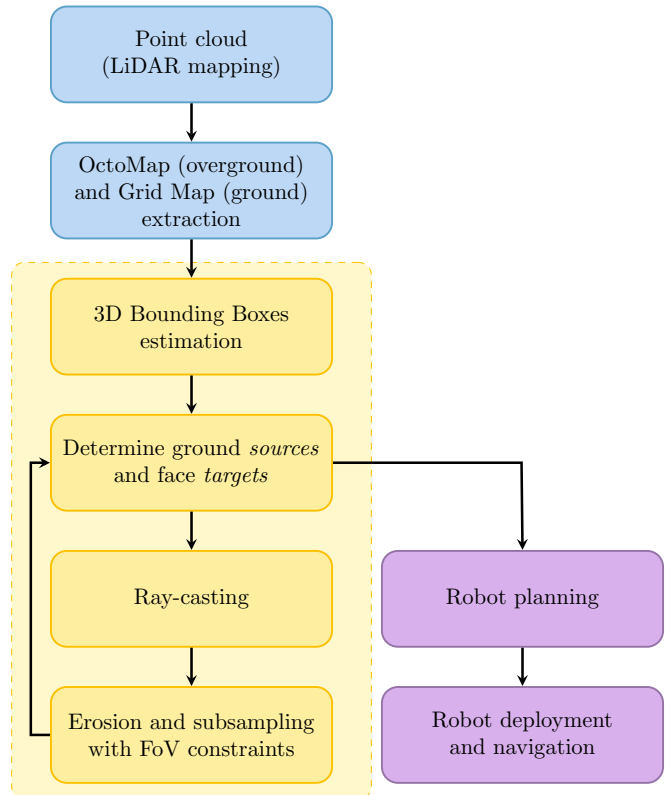 Point cloud
(LiDAR mapping)
OctoMap (overground)
and Grid Map (ground)
extraction
3D Bounding Boxes
estimation
Determine ground sources
and face targets
Ray-casting
Robot planning
Erosion and subsampling
with FoV constraints
Robot deployment
and navigation